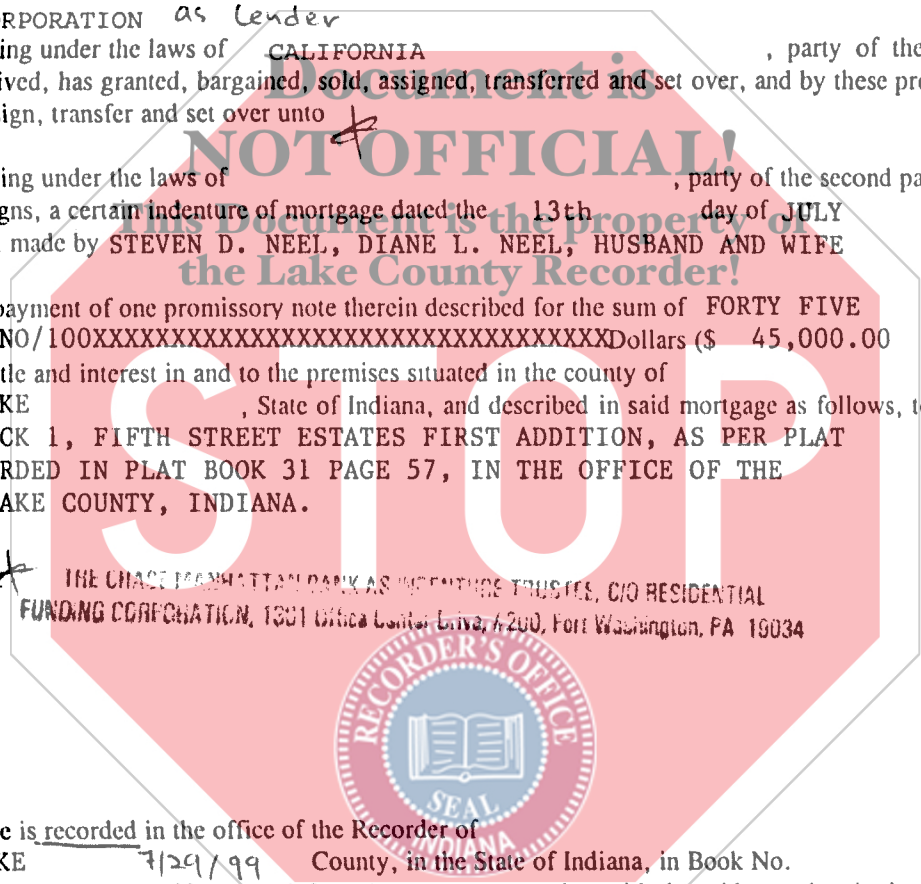 RPORATION as Lender
ing under the laws of CALIFORNIA , party of the
ived, has granted, bargained, sold, assigned, transferred and set over, and by these pre
ign, transfer and set over unto
Document is
NOT OFFICIAL!
ing under the laws of , party of the second pa
gns, a certain indenture of mortgage dated the 13th day of JULY
This Document is the property of
made by STEVEN D. NEEL, DIANE L. NEEL, HUSBAND AND WIFE
the Lake County Recorder!
payment of one promissory note therein described for the sum of FORTY FIVE
NO/100XXXXXXXXXXXXXXXXXXXXXXXXXXXXXXXXXXXXDollars ($ 45,000.00
tle and interest in and to the premises situated in the county of
KE , State of Indiana, and described in said mortgage as follows, t
CK 1, FIFTH STREET ESTATES FIRST ADDITION, AS PER PLAT
RDED IN PLAT BOOK 31 PAGE 57, IN THE OFFICE OF THE
AKE COUNTY, INDIANA.
STOP
THE CHASE MANHATTAN BANK AS INDENTURE TRUSTEE, C/O RESIDENTIAL
FUNDING CORPORATION, 1301 Office Center Drive, #200, Fort Washington, PA 19034
RECORDER'S OFFICE
SEAL
INDIANA
e is recorded in the office of the Recorder of
KE 7/29/99 County, in the State of Indiana, in Book No.